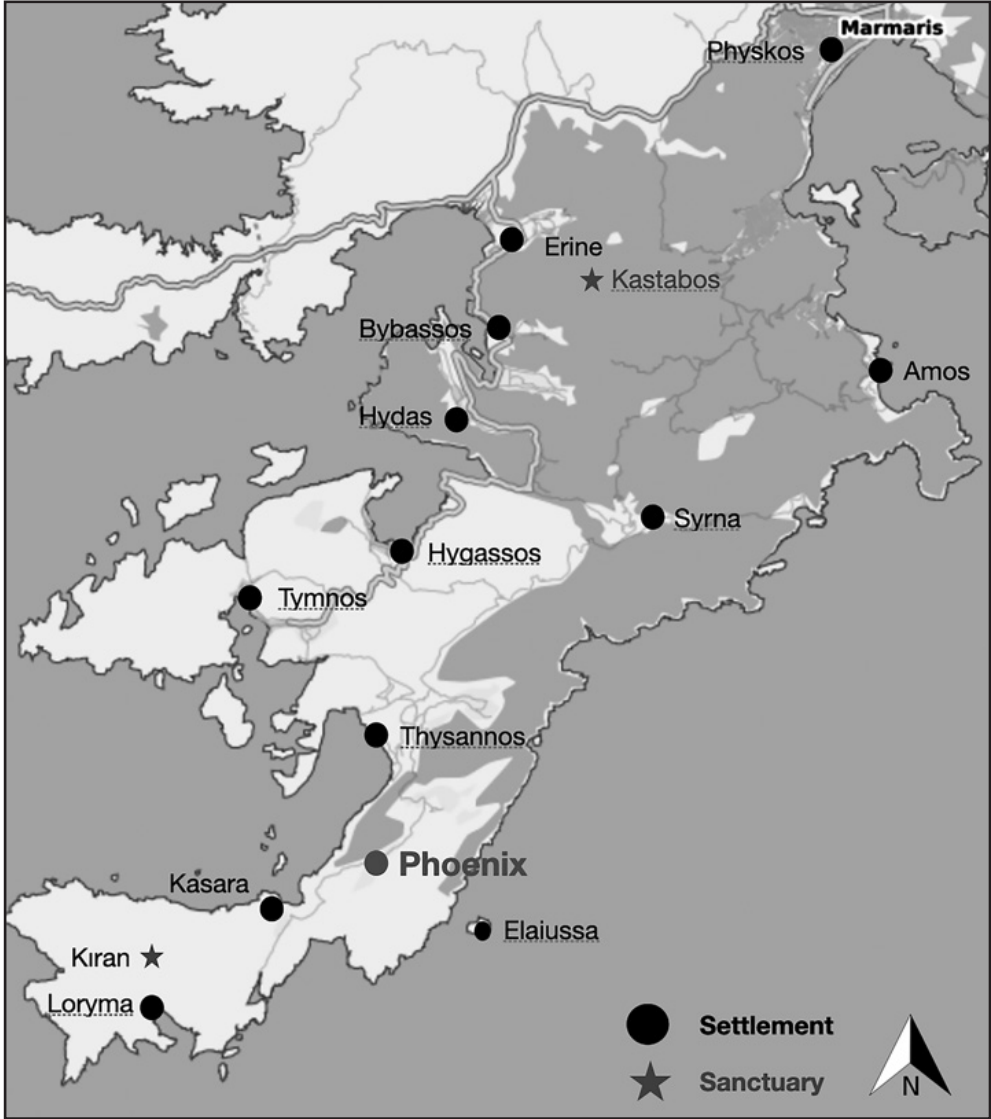 Marmaris
Physkos
Erine
Kastabos
Bybassos
Amos
Hydas
Syrna
Hygassos
Tymnos
Thysannos
Phoenix
Kasara
Elaiussa
Kıran
Loryma
Settlement
Sanctuary
N